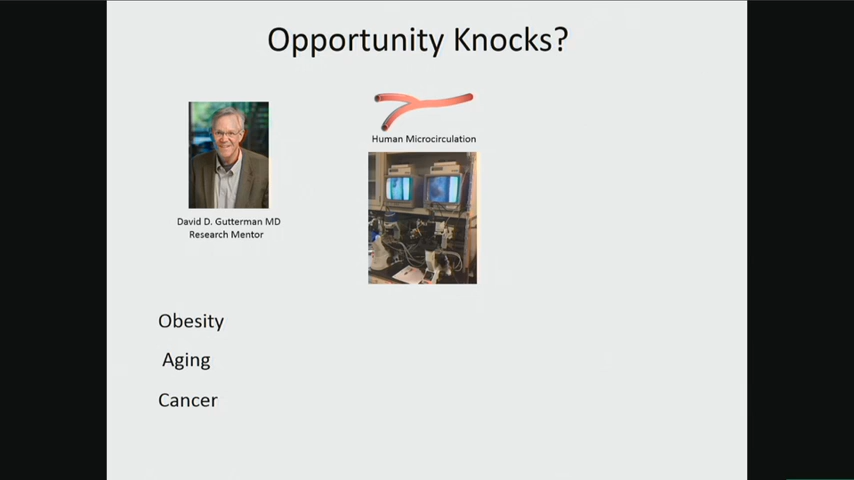 Opportunity Knocks?
Human Microcirculation
David D. Gutterman MD
Research Mentor
Obesity
Aging
Cancer